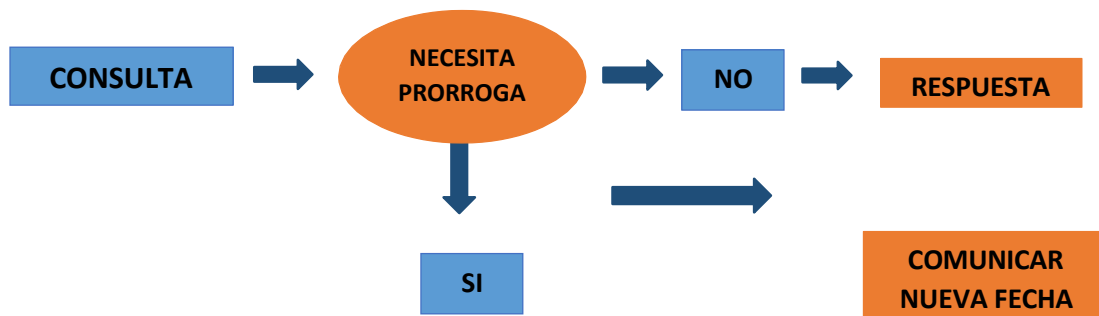 CONSULTA
NECESITA
PRORROGA
NO
RESPUESTA
SI
COMUNICAR
NUEVA FECHA